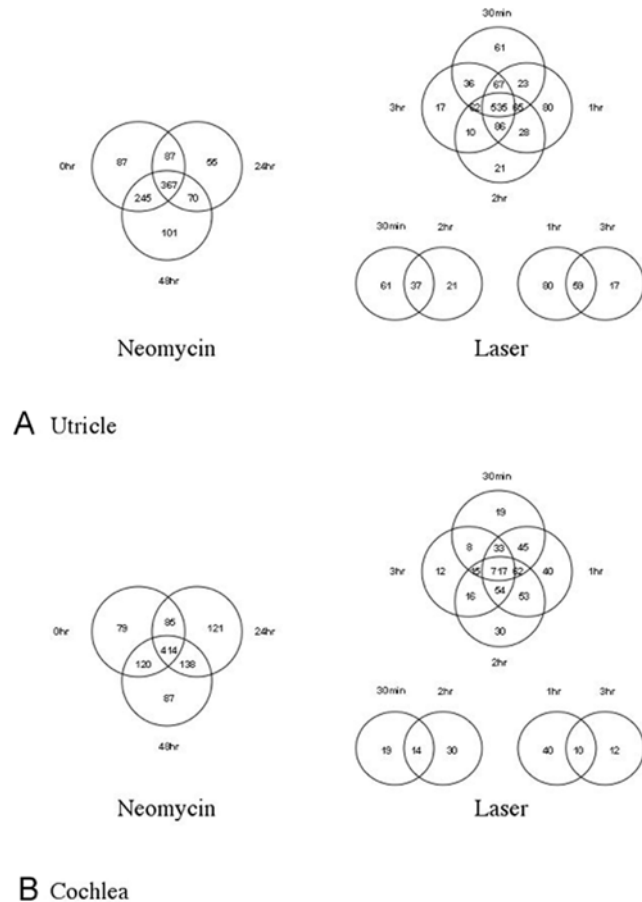 30min
61
36 67 23
3hr 17 62 535 65 80 1hr
10 86 28
21
2hr
0hr 87 87 55 24hr
367
245 70
101
48hr
30min 2hr
61 37 21
1hr 3hr
80 59 17
Neomycin Laser
A Utricle
30min
19
8 33 45
3hr 12 717 62 40 1hr
16 54 53
30
2hr
0hr 79 85 121 24hr
414
120 138
87
48hr
30min 2hr
19 14 30
1hr 3hr
40 10 12
Neomycin Laser
B Cochlea